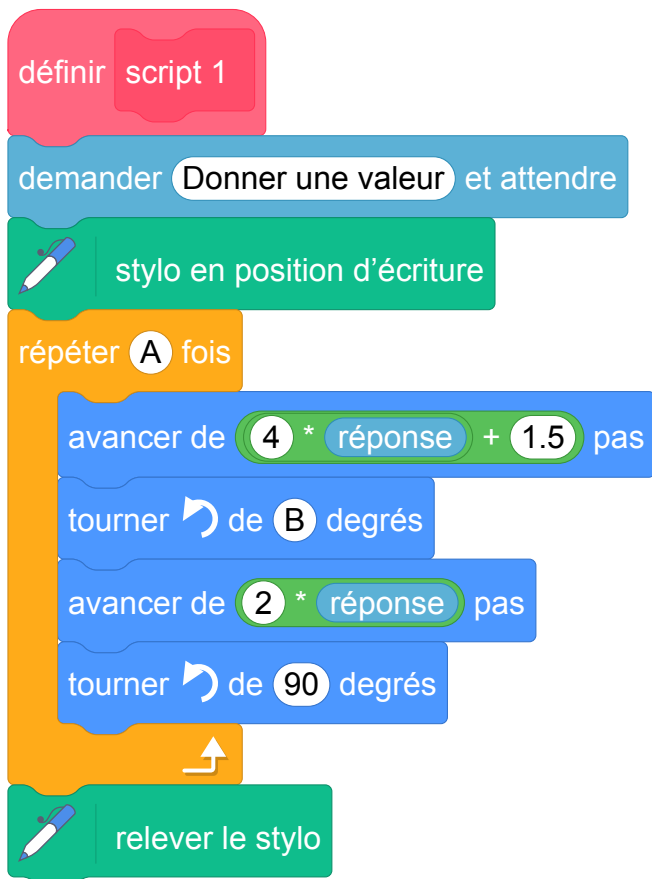 définir script 1
demander Donner une valeur et attendre
stylo en position d’écriture
répéter A fois
avancer de 4 * réponse + 1.5 pas
tourner de B degrés
avancer de 2 * réponse pas
tourner de 90 degrés
relever le stylo